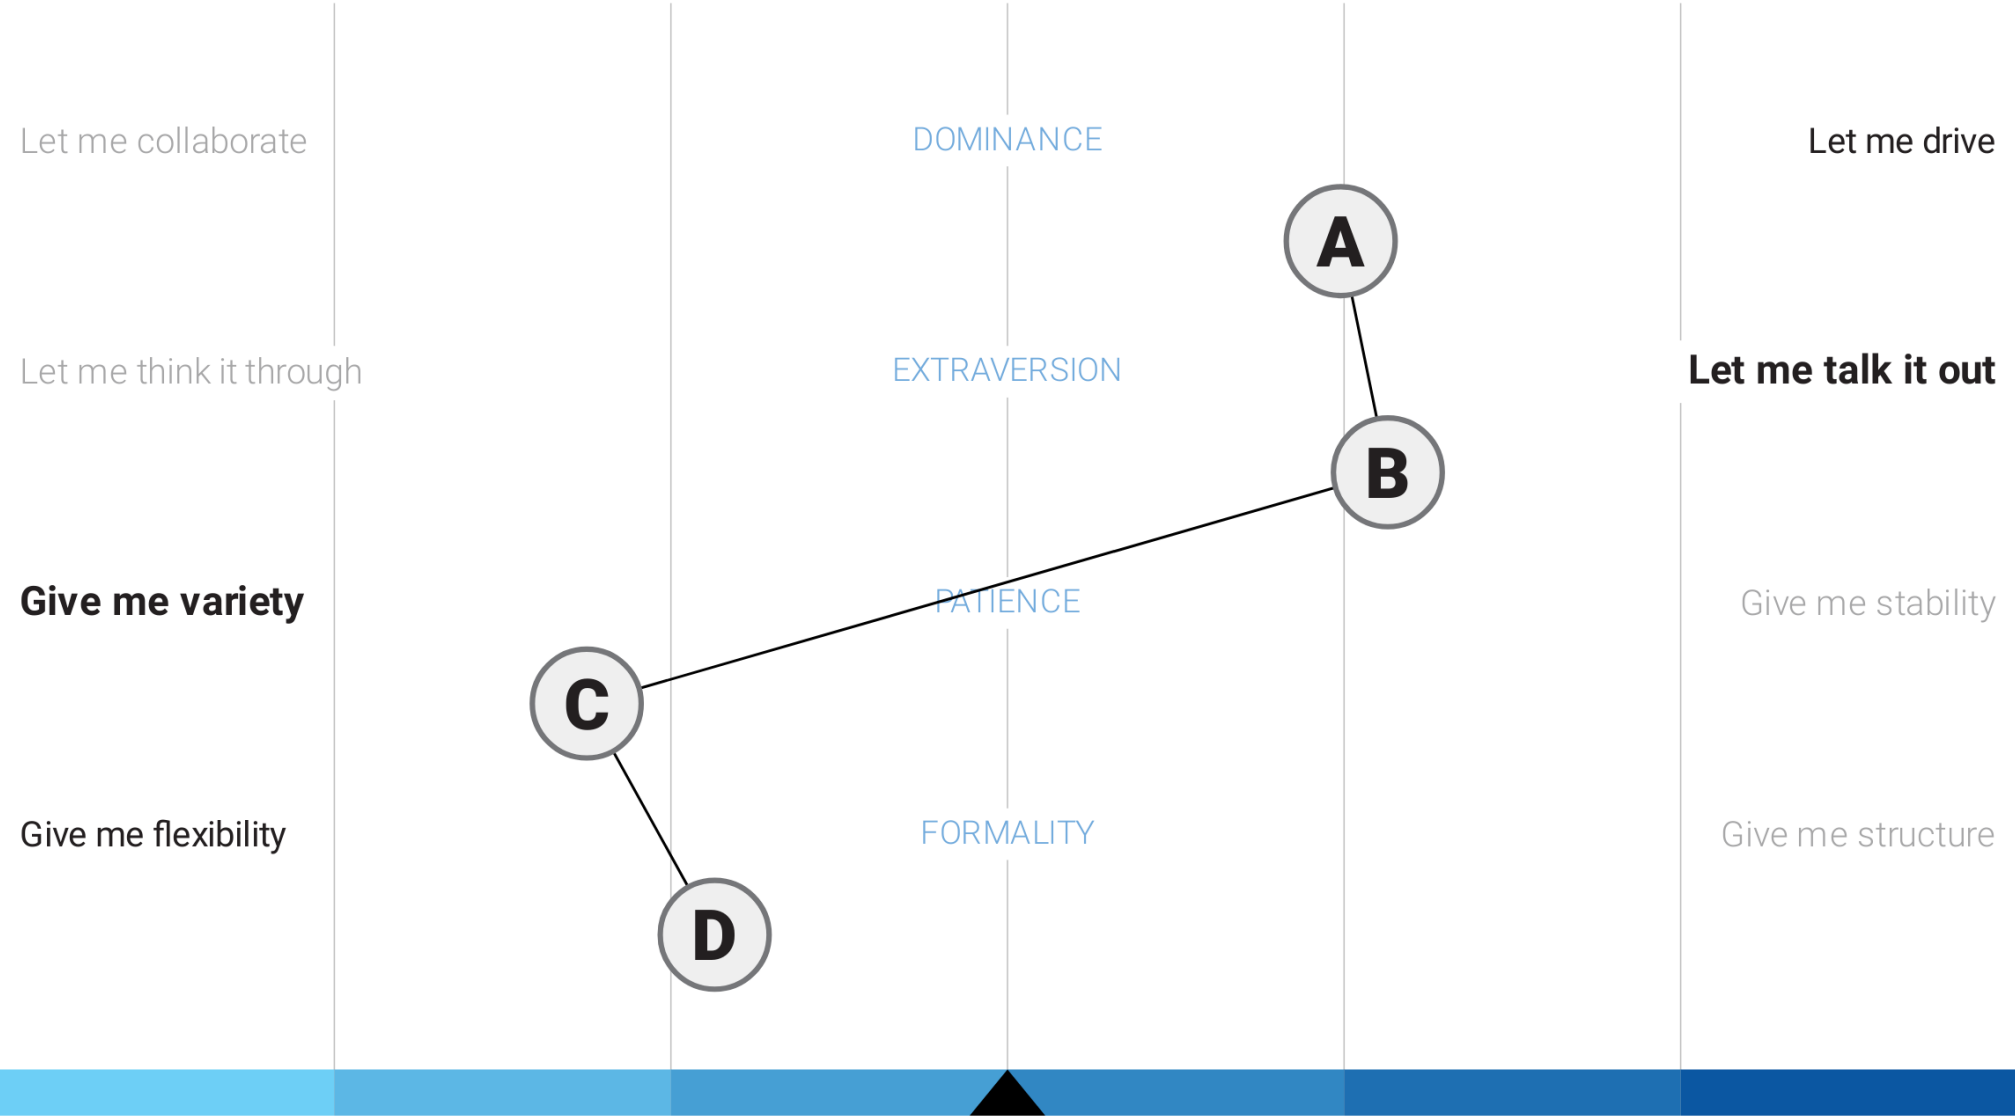 Let me collaborate DOMINANCE Let me drive
A
Let me think it through EXTRAVERSION Let me talk it out
B
Give me variety PATIENCE Give me stability
C
Give me flexibility FORMALITY Give me structure
D